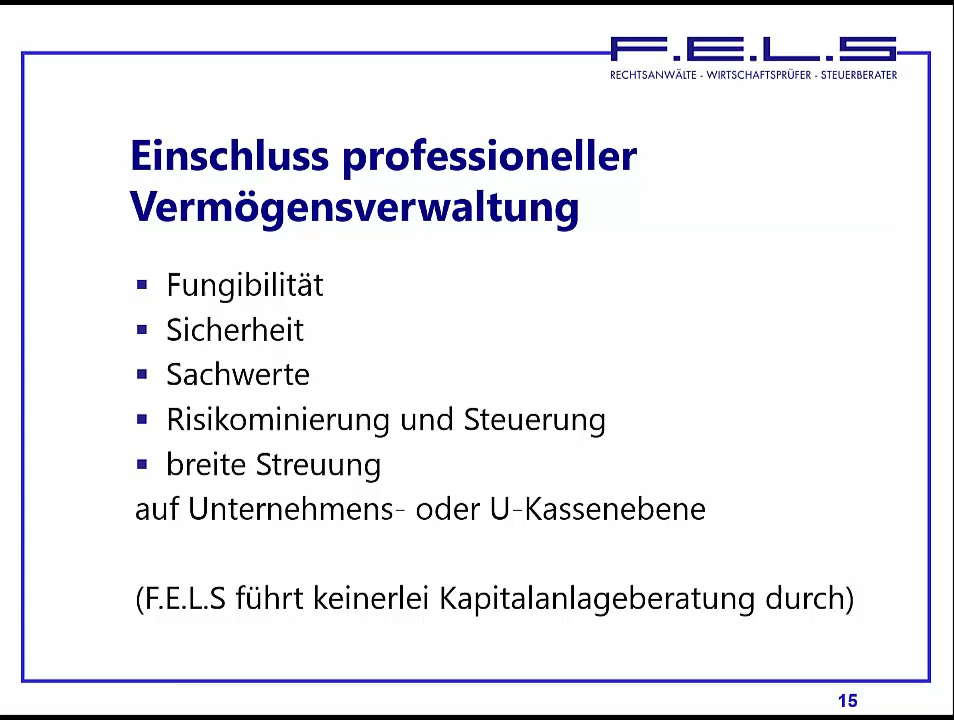 F.E.L.S
RECHTSANWÄLTE - WIRTSCHAFTSPRÜFER - STEUERBERATER
Einschluss professioneller
Vermögensverwaltung
▪ Fungibilität
▪ Sicherheit
▪ Sachwerte
▪ Risikominierung und Steuerung
▪ breite Streuung
auf Unternehmens- oder U-Kassenebene
(F.E.L.S führt keinerlei Kapitalanlageberatung durch)
15